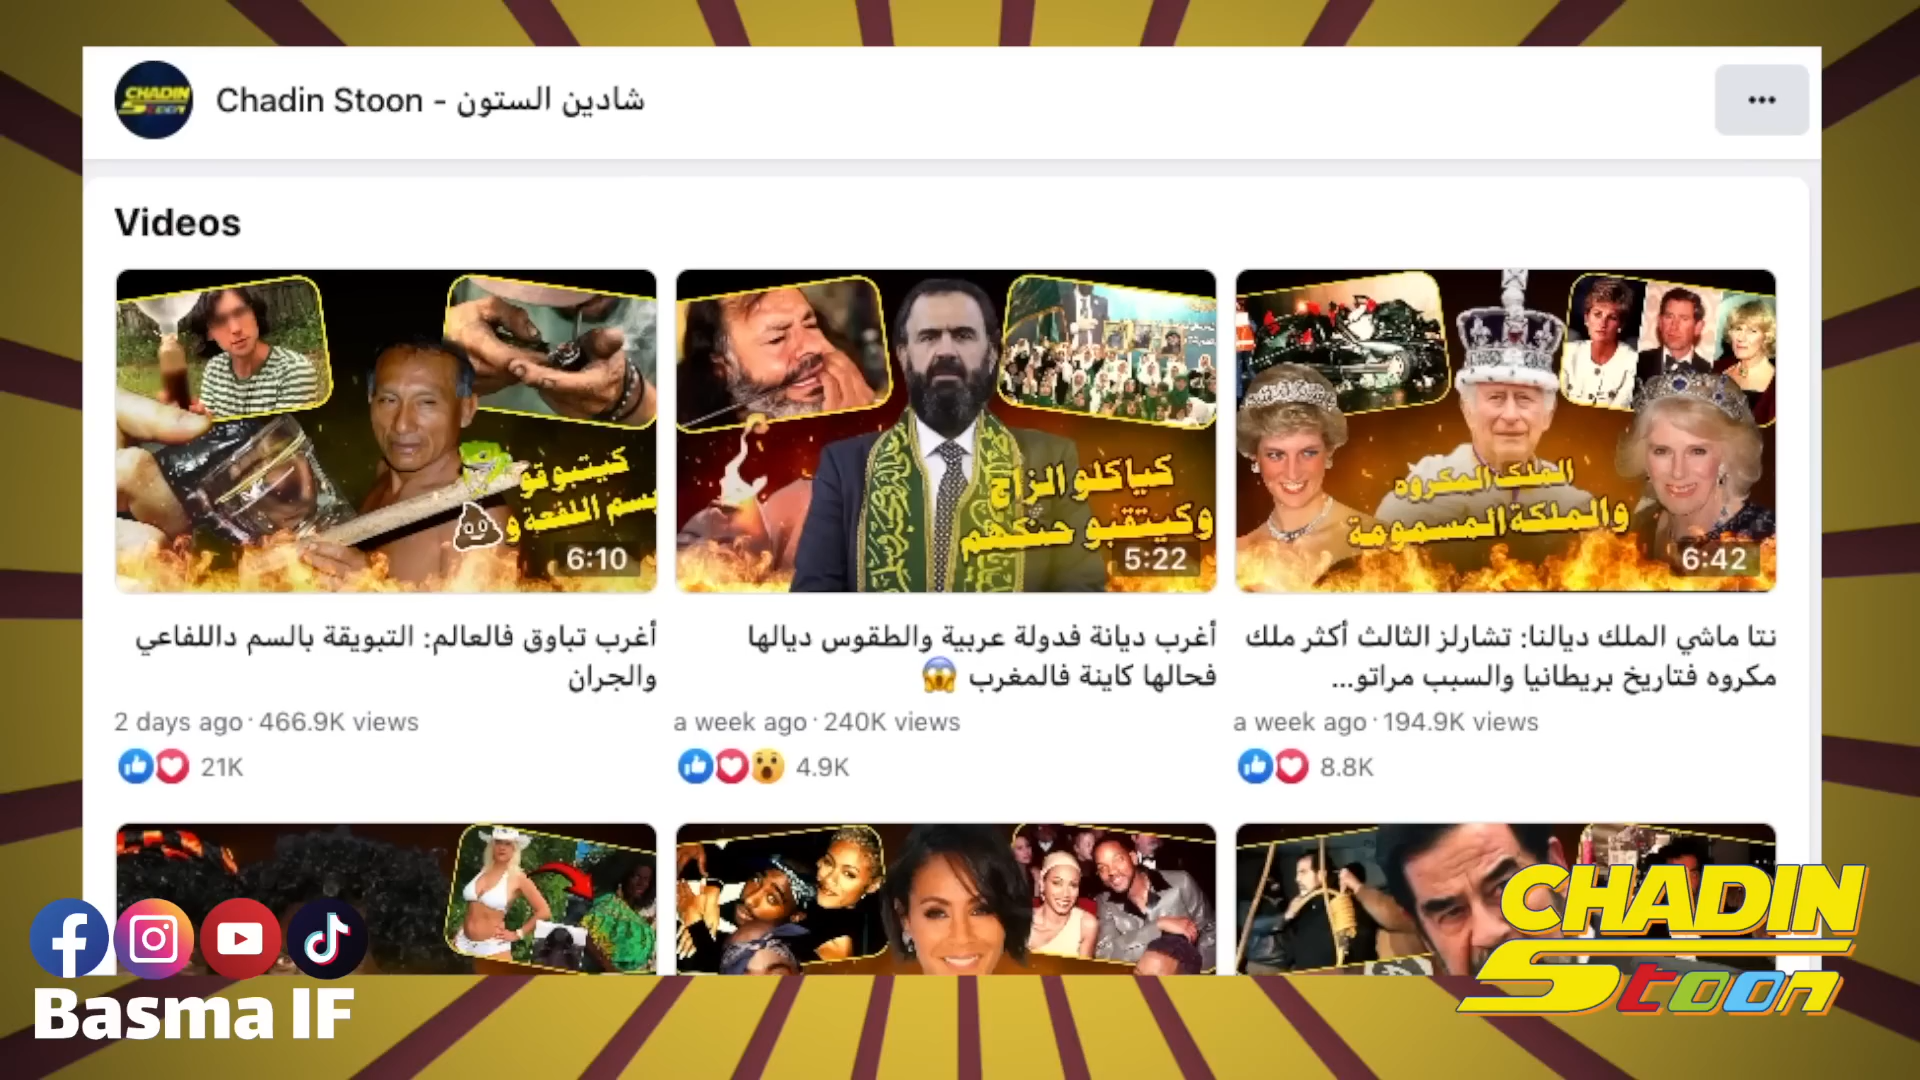 CHADIN
Stoon
Chadin Stoon - شادين الستون
Videos
كيتبوقو
بسم اللفعة و
6:10
كياكلو الزاج
وكيتقبو حنكهم
5:22
الملك المكروه
والملكة المسمومة
6:42
أغرب تباوق فالعالم: التبويقة بالسم داللفاعي
والجران
2 days ago · 466.9K views
21K
أغرب ديانة فدولة عربية والطقوس ديالها
فحالها كاينة فالمغرب 😱
a week ago · 240K views
4.9K
نتا ماشي الملك ديالنا: تشارلز الثالث أكثر ملك
مكروه فتاريخ بريطانيا والسبب مراتو...
a week ago · 194.9K views
8.8K
Basma IF
CHADIN
Stoon